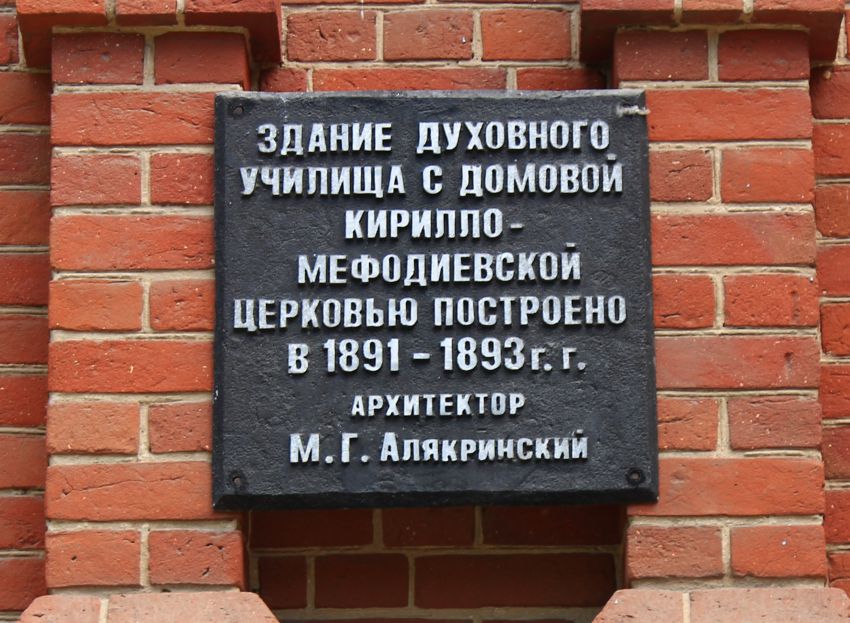 ЗДАНИЕ ДУХОВНОГО
УЧИЛИЩА С ДОМОВОЙ
КИРИЛЛО-
МЕФОДИЕВСКОЙ
ЦЕРКОВЬЮ ПОСТРОЕНО
В 1891 - 1893 г. г.
АРХИТЕКТОР
М. Г. АЛЯКРИНСКИЙ